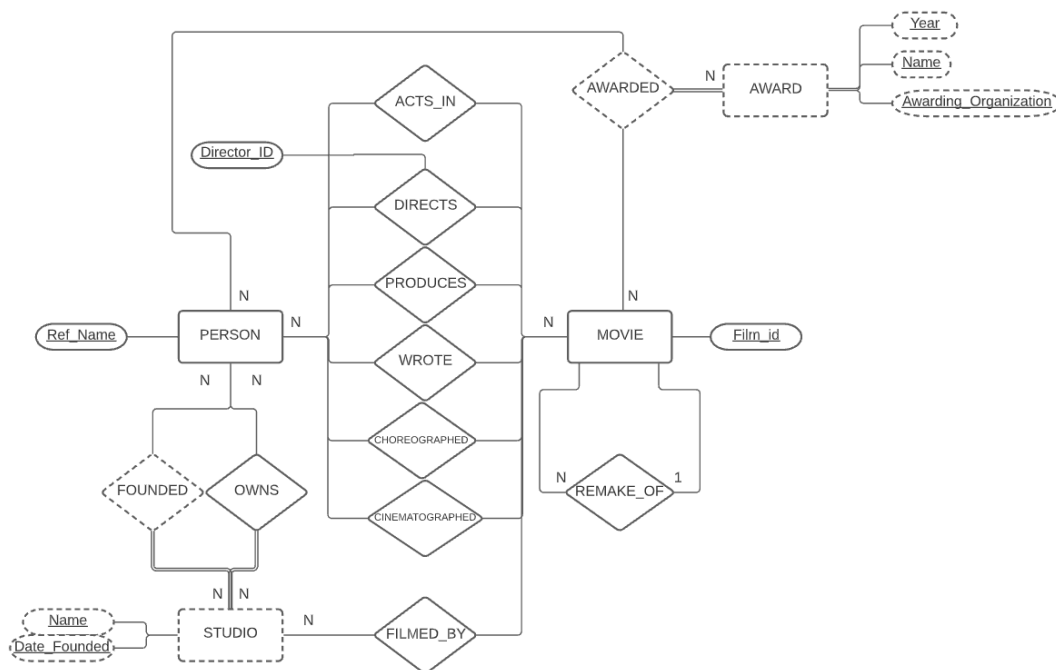 Year
N
Name
AWARDED
AWARD
ACTS_IN
Awarding_Organization
Director_ID
DIRECTS
PRODUCES
N
N
N
N
Ref_Name
PERSON
MOVIE
Film_id
WROTE
N
N
CHOREOGRAPHED
N
1
FOUNDED
OWNS
REMAKE_OF
CINEMATOGRAPHED
N
N
Name
N
STUDIO
FILMED_BY
Date_Founded